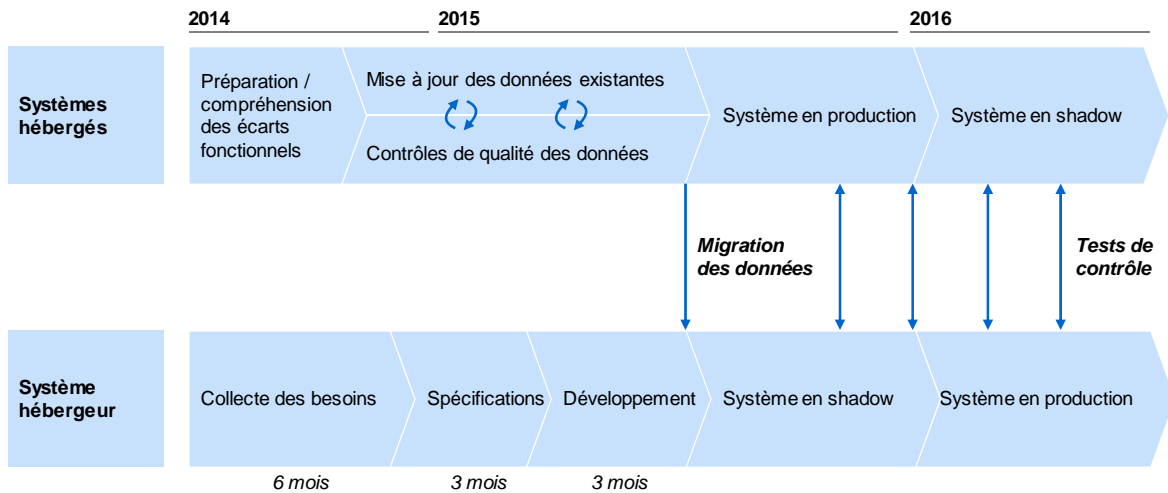 2014
2015
2016
Systèmes
hébergés
Préparation /
compréhension
des écarts
fonctionnels
Mise à jour des données existantes
Contrôles de qualité des données
Système en production
Système en shadow
Migration
des données
Tests de
contrôle
Système
hébergeur
Collecte des besoins
Spécifications
Développement
Système en shadow
Système en production
6 mois
3 mois
3 mois